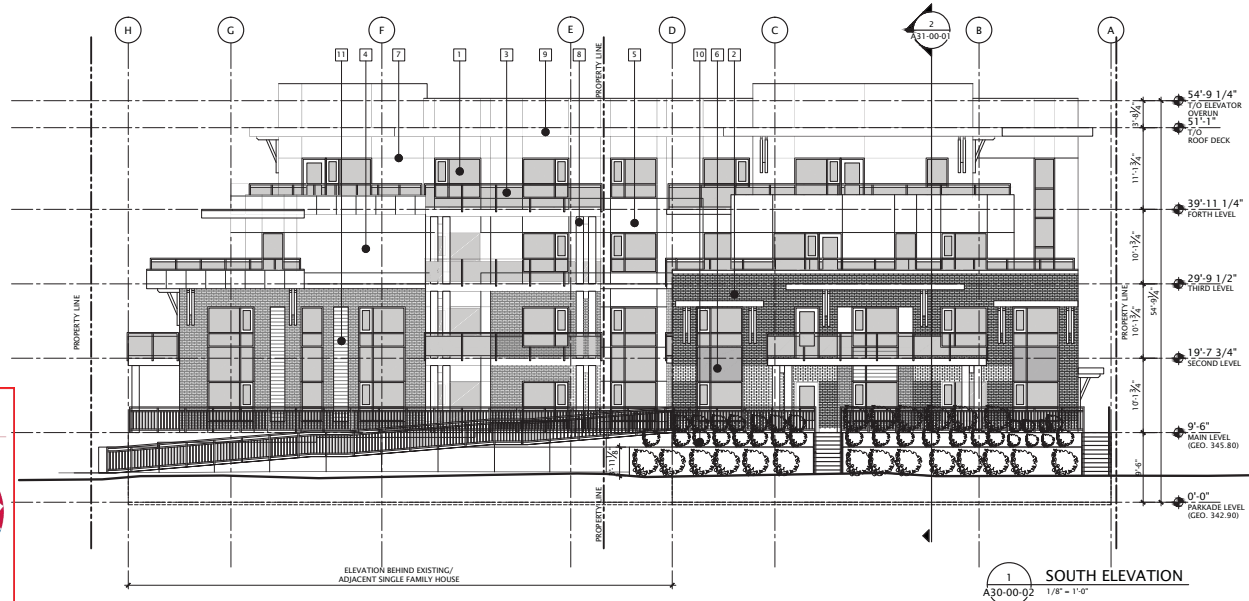 H
G
F
E
D
C
B
A
2
A31-00-01
11
4
7
1
3
9
8
5
10
6
2
PROPERTY LINE
PROPERTY LINE
PROPERTY LINE
PROPERTY LINE
54'-9 1/4"
T/O ELEVATOR
OVERUN
51'-1"
T/O
ROOF DECK
39'-11 1/4"
FORTH LEVEL
29'-9 1/2"
THIRD LEVEL
19'-7 3/4"
SECOND LEVEL
9'-6"
MAIN LEVEL
(GEO. 345.80)
0'-0"
PARKADE LEVEL
(GEO. 342.90)
3'-8 1/4"
11'-1 3/4"
10'-1 3/4"
10'-1 3/4"
10'-1 3/4"
9'-6"
54'-9 1/4"
ELEVATION BEHIND EXISTING/
ADJACENT SINGLE FAMILY HOUSE
1
A30-00-02
SOUTH ELEVATION
1/8" = 1'-0"